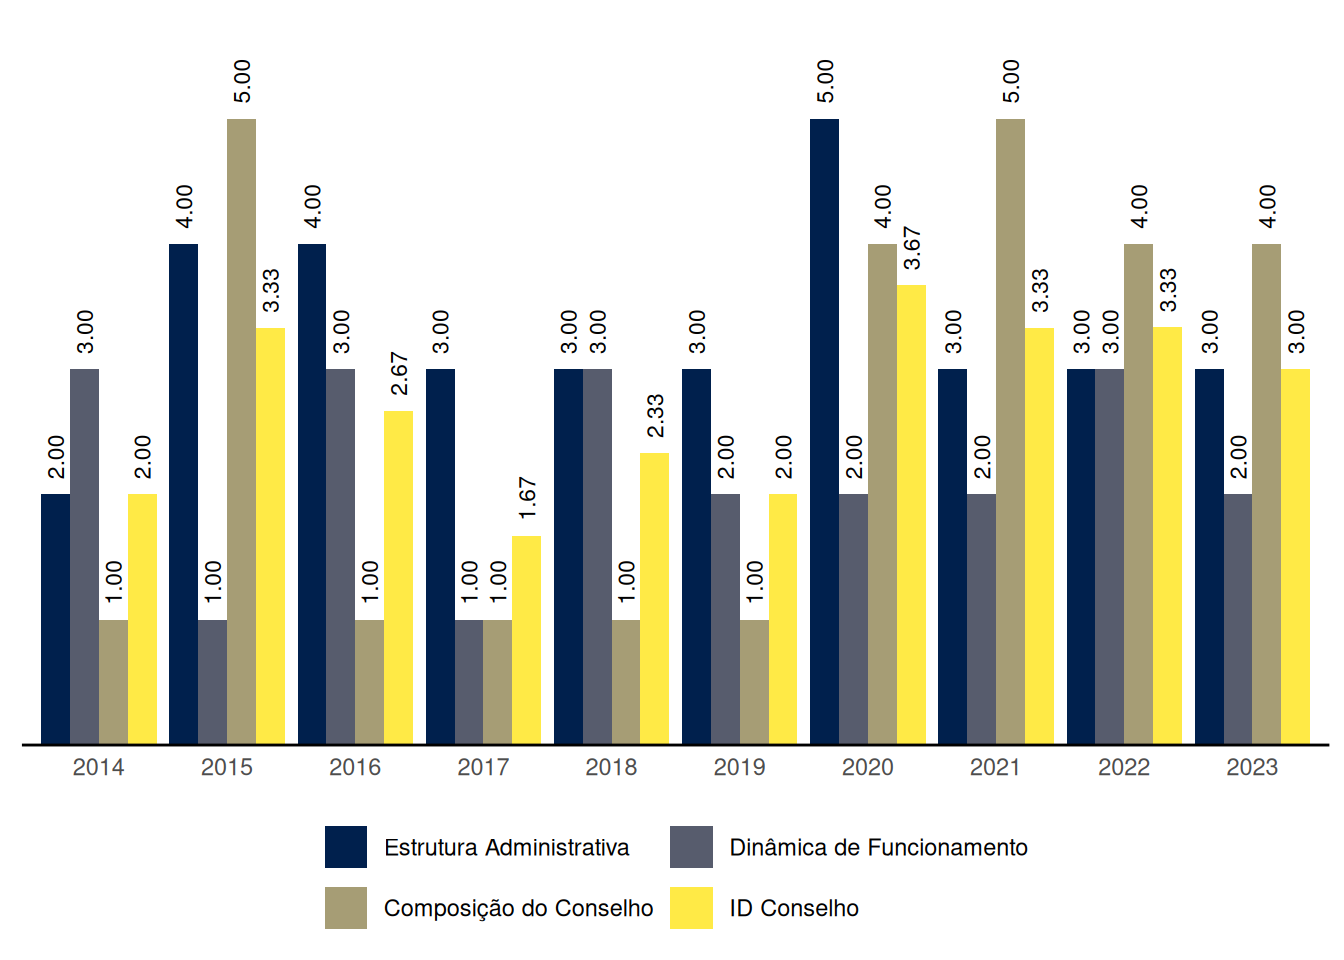 2.00 3.00 1.00 2.00 4.00 1.00 5.00 3.33 4.00 3.00 1.00 2.67 3.00 1.00 1.00 1.67 3.00 3.00 1.00 2.33 3.00 2.00 1.00 2.00 5.00 2.00 4.00 3.67 3.00 2.00 5.00 3.33 3.00 3.00 4.00 3.33 3.00 2.00 4.00 3.00
2014 2015 2016 2017 2018 2019 2020 2021 2022 2023
Estrutura Administrativa Dinâmica de Funcionamento
Composição do Conselho ID Conselho